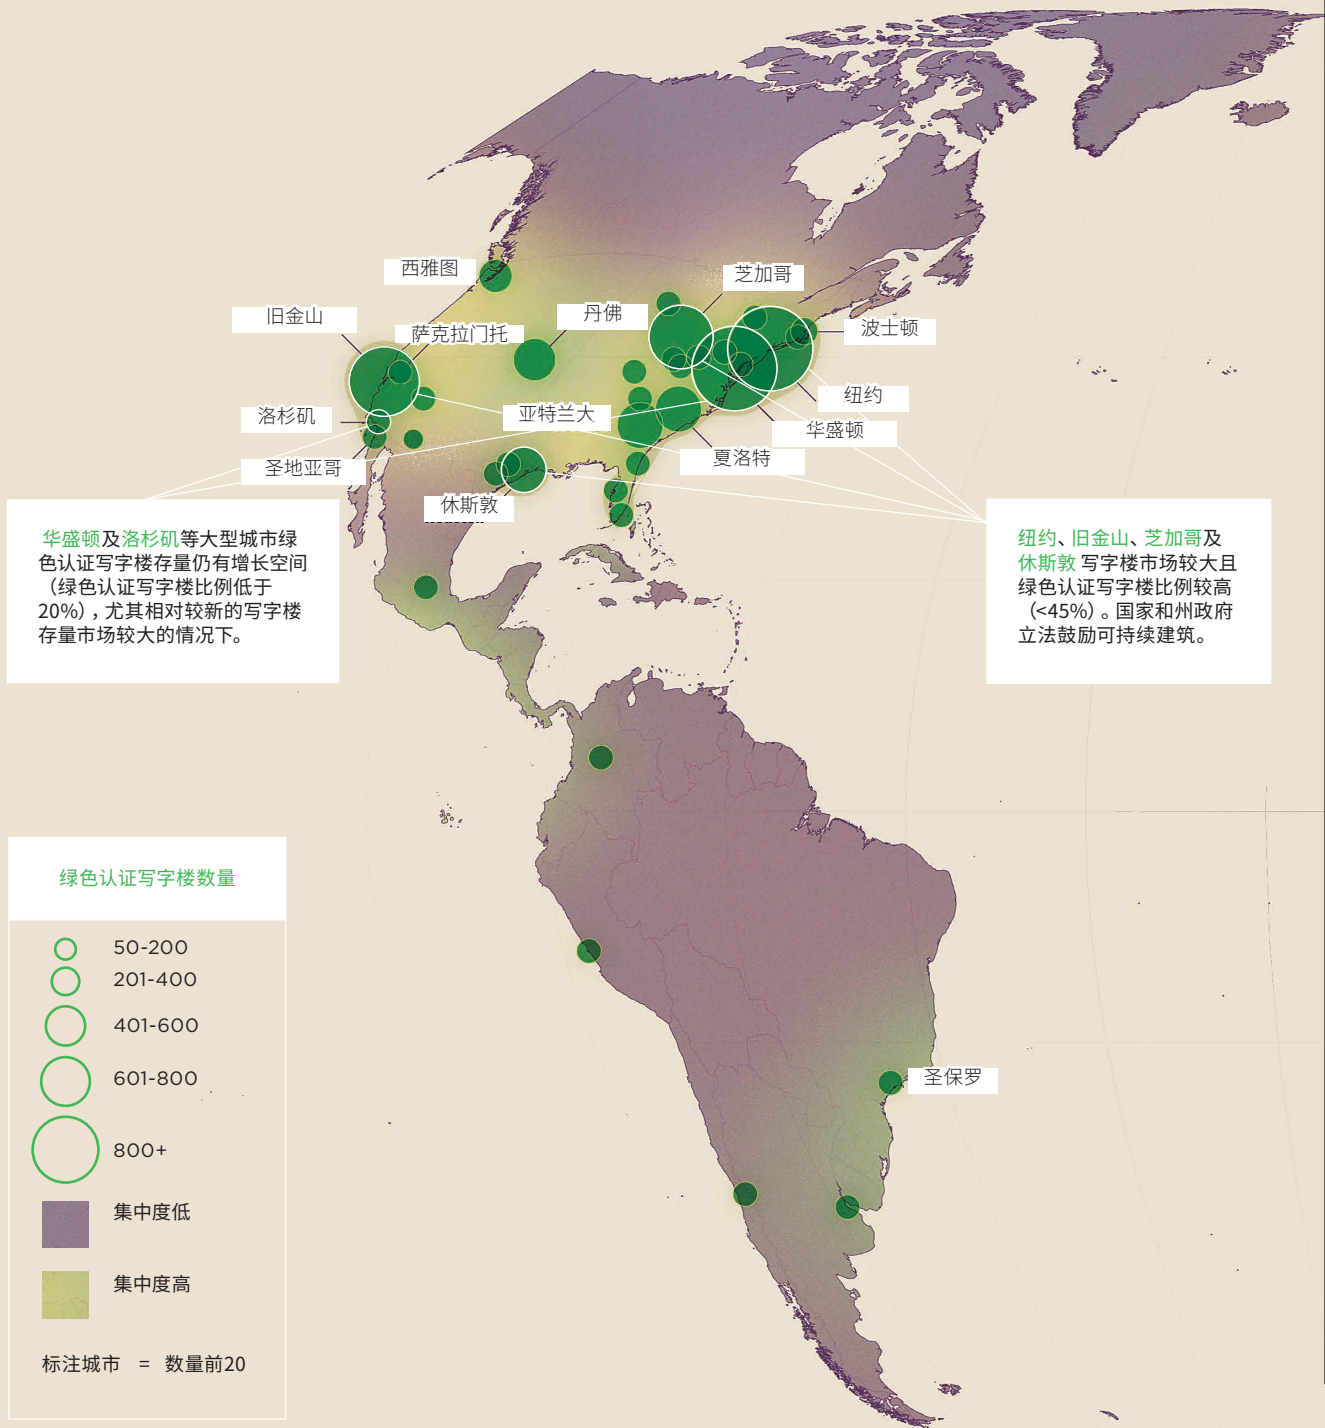 西雅图
芝加哥
旧金山
丹佛
萨克拉门托
波士顿
纽约
洛杉矶
亚特兰大
华盛顿
圣地亚哥
夏洛特
休斯敦
华盛顿及洛杉矶等大型城市绿
色认证写字楼存量仍有增长空间
（绿色认证写字楼比例低于
20%），尤其相对较新的写字楼
存量市场较大的情况下。
纽约、旧金山、芝加哥及
休斯敦 写字楼市场较大且
绿色认证写字楼比例较高
（<45%）。国家和州政府
立法鼓励可持续建筑。
绿色认证写字楼数量
50-200
201-400
401-600
601-800
800+
集中度低
集中度高
标注城市 = 数量前20
圣保罗